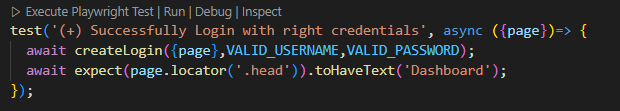 Execute Playwright Test | Run | Debug | Inspect
test('(+) Successfully Login with right credentials', async ({page})=> {
  await createLogin({page},VALID_USERNAME,VALID_PASSWORD);
  await expect(page.locator('.head')).toHaveText('Dashboard');
});